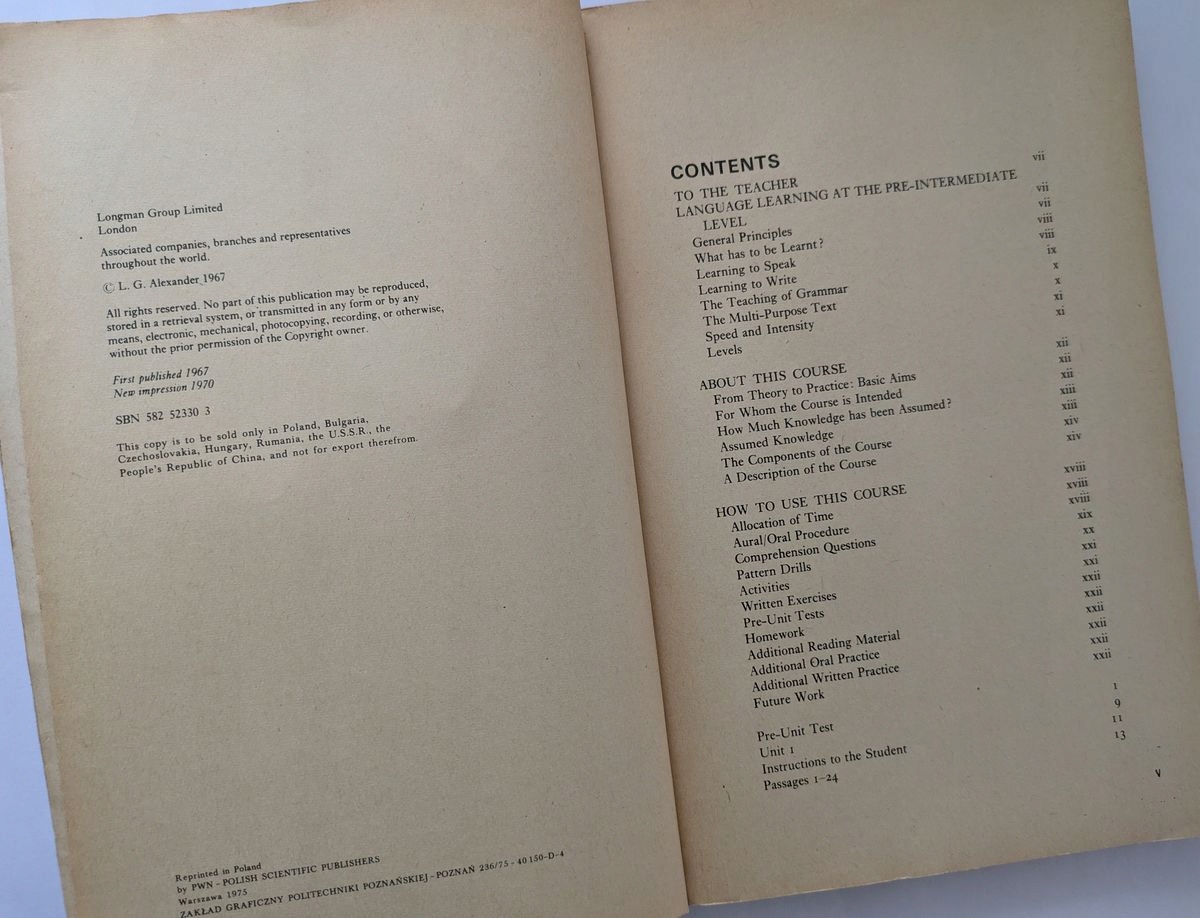 Longman Group Limited
London
Associated companies, branches and representatives
throughout the world.
© L. G. Alexander 1967
All rights reserved. No part of this publication may be reproduced,
stored in a retrieval system, or transmitted in any form or by any
means, electronic, mechanical, photocopying, recording, or otherwise,
without the prior permission of the Copyright owner.
First published 1967
New impression 1970
SBN 582 52330 3
This copy is to be sold only in Poland, Bulgaria,
Czechoslovakia, Hungary, Rumania, the U.S.S.R., the
People's Republic of China, and not for export therefrom.
Reprinted in Poland
by PWN - POLISH SCIENTIFIC PUBLISHERS
Warszawa 1975
ZAKŁAD GRAFICZNY POLITECHNIKI POZNAŃSKIEJ - POZNAŃ 236/75 - 40 150-D-4
CONTENTS
TO THE TEACHER vii
LANGUAGE LEARNING AT THE PRE-INTERMEDIATE
LEVEL vii
General Principles vii
What has to be Learnt? viii
Learning to Speak viii
Learning to Write ix
The Teaching of Grammar x
The Multi-Purpose Text x
Speed and Intensity xi
Levels xi
ABOUT THIS COURSE xii
From Theory to Practice: Basic Aims xii
For Whom the Course is Intended xii
How Much Knowledge has been Assumed? xiii
Assumed Knowledge xiii
The Components of the Course xiv
A Description of the Course xiv
HOW TO USE THIS COURSE xviii
Allocation of Time xviii
Aural/Oral Procedure xviii
Comprehension Questions xix
Pattern Drills xx
Activities xxi
Written Exercises xxi
Pre-Unit Tests xxii
Homework xxii
Additional Reading Material xxii
Additional Oral Practice xxii
Additional Written Practice xxii
Future Work xxii
Pre-Unit Test 1
Unit 1 9
Instructions to the Student 11
Passages 1-24 13
v